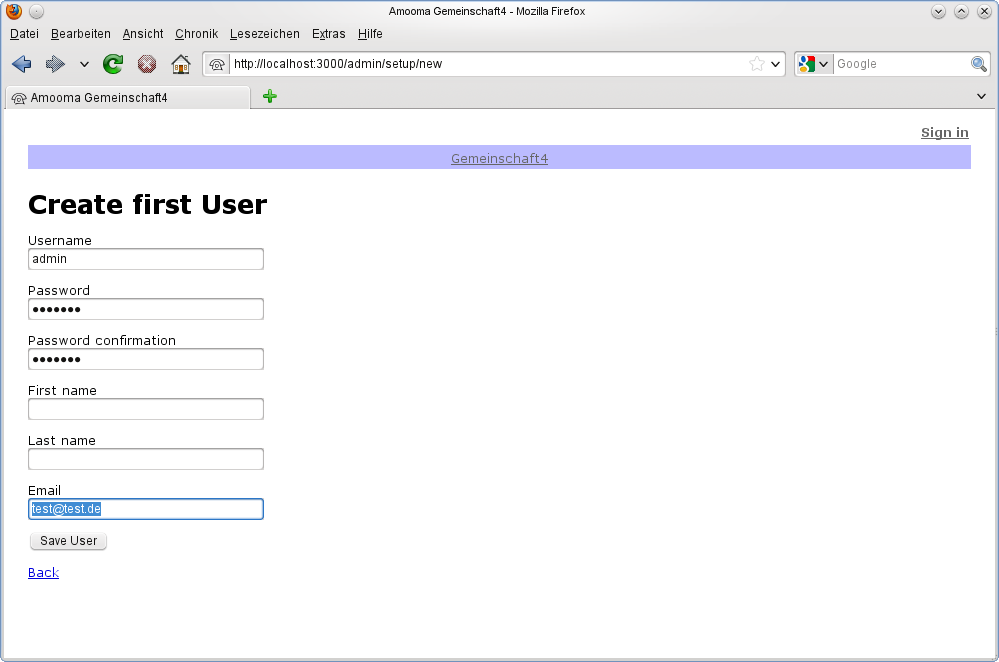 Amooma Gemeinschaft4 - Mozilla Firefox
Datei Bearbeiten Ansicht Chronik Lesezeichen Extras Hilfe
http://localhost:3000/admin/setup/new Google
Amooma Gemeinschaft4
Sign in
Gemeinschaft4
Create first User
Username
admin
Password
•••••••
Password confirmation
•••••••
First name
Last name
Email
test@test.de
Save User
Back